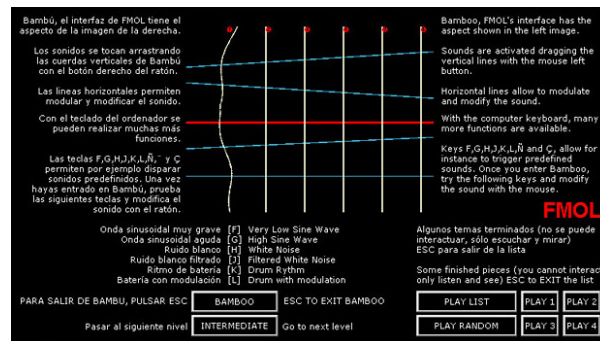 Bambú, el interfaz de FMOL tiene el
aspecto de la imagen de la derecha.
Los sonidos se tocan arrastrando
las cuerdas verticales de Bambú
con el botón derecho del ratón.
Las lineas horizontales permiten
modular y modificar el sonido.
Con el teclado del ordenador se
pueden realizar muchas más
funciones.
Las teclas F,G,H,J,K,L,Ñ,¨ y Ç
permiten por ejemplo disparar
sonidos predefinidos. Una vez
hayas entrado en Bambú, prueba
las siguientes teclas y modifica el
sonido con el ratón.
Bamboo, FMOL's interface has the
aspect shown in the left image.
Sounds are activated dragging the
vertical lines with the mouse left
button.
Horizontal lines allow to modulate
and modify the sound.
With the computer keyboard, many
more functions are available.
Keys F,G,H,J,K,L,Ñ and Ç, allow for
instance to trigger predefined
sounds. Once you enter Bamboo,
try the following keys and modify
the sound with the mouse.
FMOL
Onda sinusoidal muy grave [F] Very Low Sine Wave
Onda sinusoidal aguda [G] High Sine Wave
Ruido blanco [H] White Noise
Ruido blanco filtrado [J] Filtered White Noise
Ritmo de batería [K] Drum Rythm
Batería con modulación [L] Drum with modulation
Algunos temas terminados (no se puede
interactuar, sólo escuchar y mirar)
ESC para salir de la lista
Some finished pieces (you cannot interact
only listen and see) ESC to EXIT the list
PARA SALIR DE BAMBU, PULSAR ESC BAMBOO ESC TO EXIT BAMBOO
PLAY LIST PLAY 1 PLAY 2
Pasar al siguiente nivel INTERMEDIATE Go to next level
PLAY RANDOM PLAY 3 PLAY 4